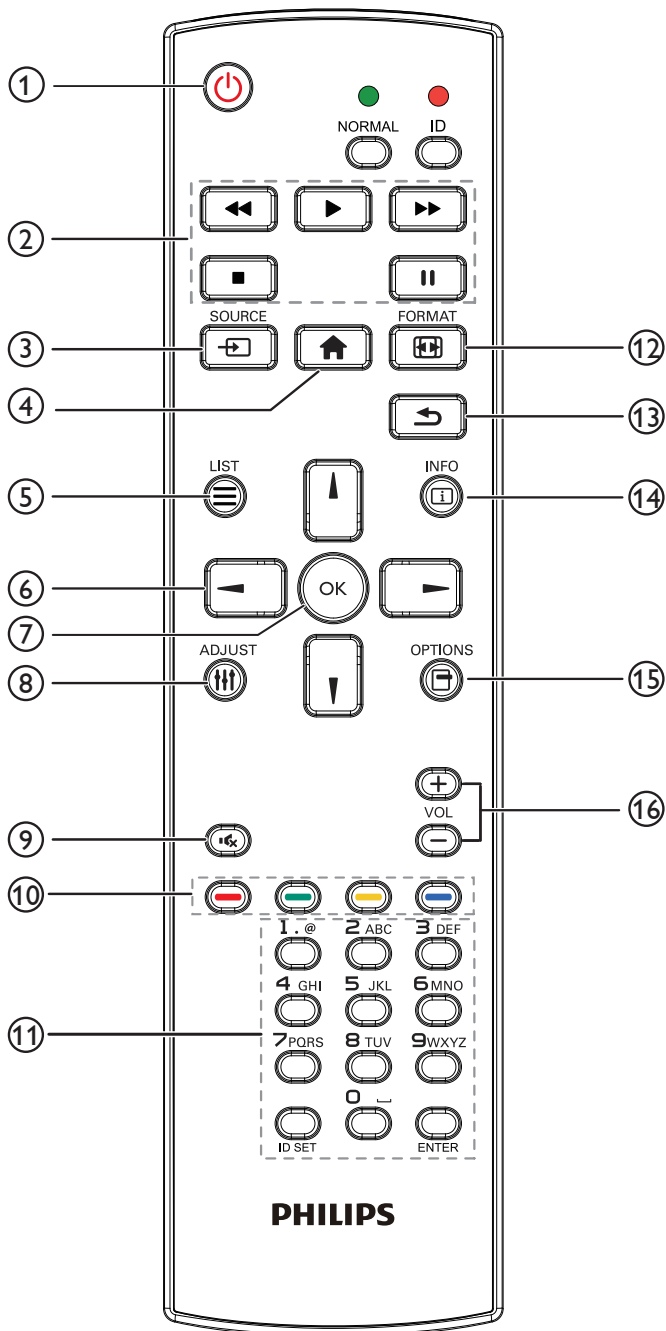 1
NORMAL ID
2
SOURCE FORMAT
3 12
4
13
LIST INFO
5 i 14
6
OK
7
ADJUST OPTIONS
8 15
+
VOL 16
9 −
10
1 . @ 2 ABC 3 DEF
4 GHI 5 JKL 6 MNO
11
7 PQRS 8 TUV 9 WXYZ
0 ⎵
ID SET ENTER
PHILIPS